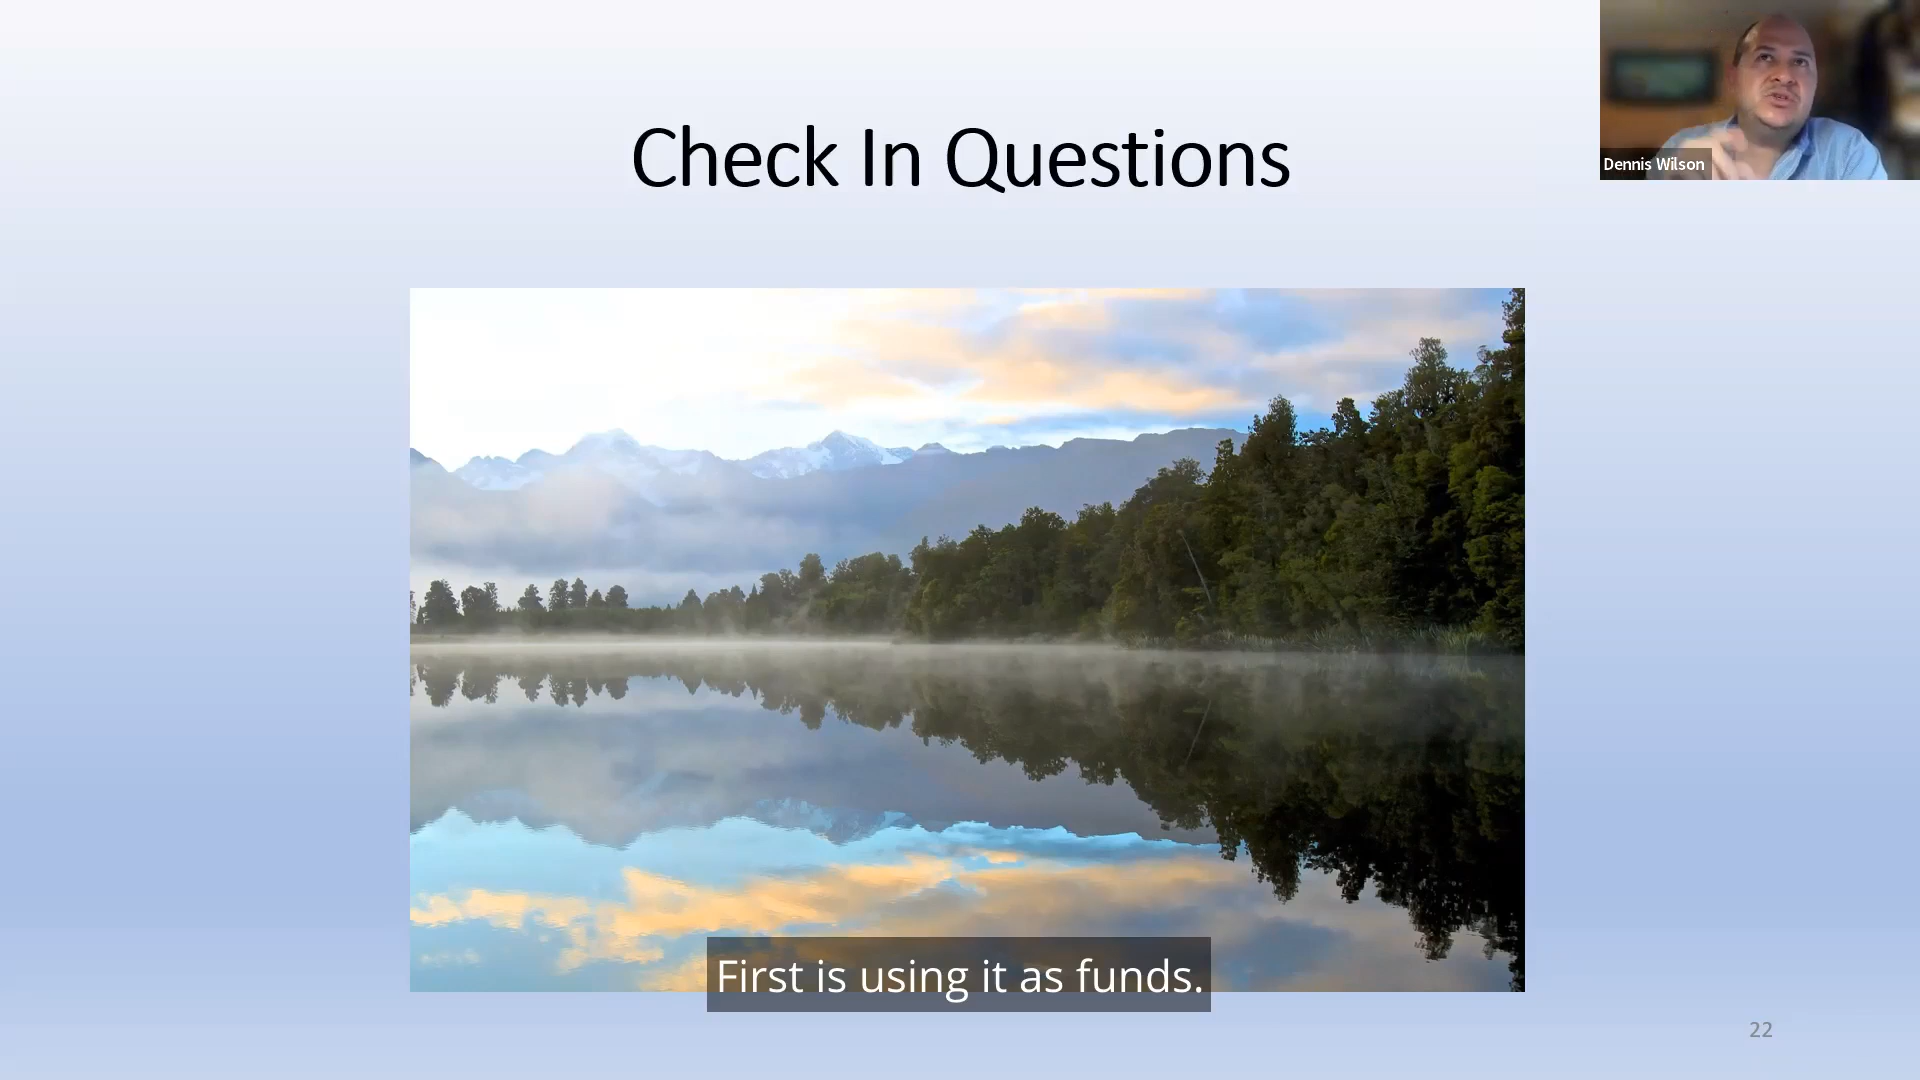 Check In Questions
Dennis Wilson
First is using it as funds.
22